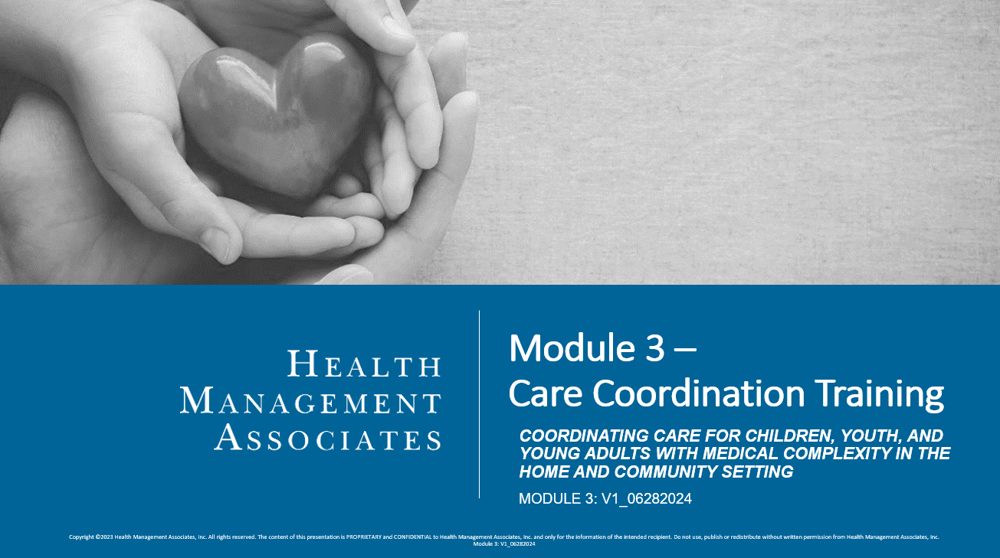 HEALTH
MANAGEMENT
ASSOCIATES
Module 3 –
Care Coordination Training
COORDINATING CARE FOR CHILDREN, YOUTH, AND
YOUNG ADULTS WITH MEDICAL COMPLEXITY IN THE
HOME AND COMMUNITY SETTING
MODULE 3: V1_06282024
Copyright ©2023 Health Management Associates, Inc. All rights reserved. The content of this presentation is PROPRIETARY and CONFIDENTIAL to Health Management Associates, Inc. and only for the information of the intended recipient. Do not use, publish or redistribute without written permission from Health Management Associates, Inc.
Module 3: V1_06282024